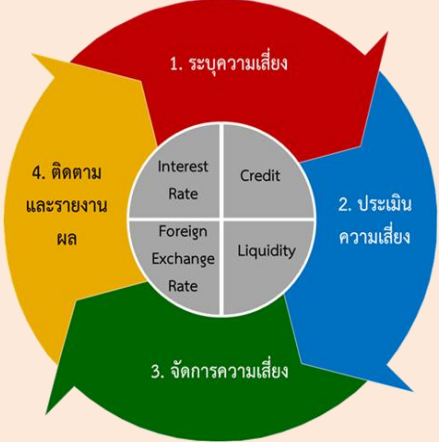 1. ระบุความเสี่ยง
2. ประเมิน
ความเสี่ยง
3. จัดการความเสี่ยง
4. ติดตาม
และรายงาน
ผล
Interest
Rate
Credit
Foreign
Exchange
Rate
Liquidity